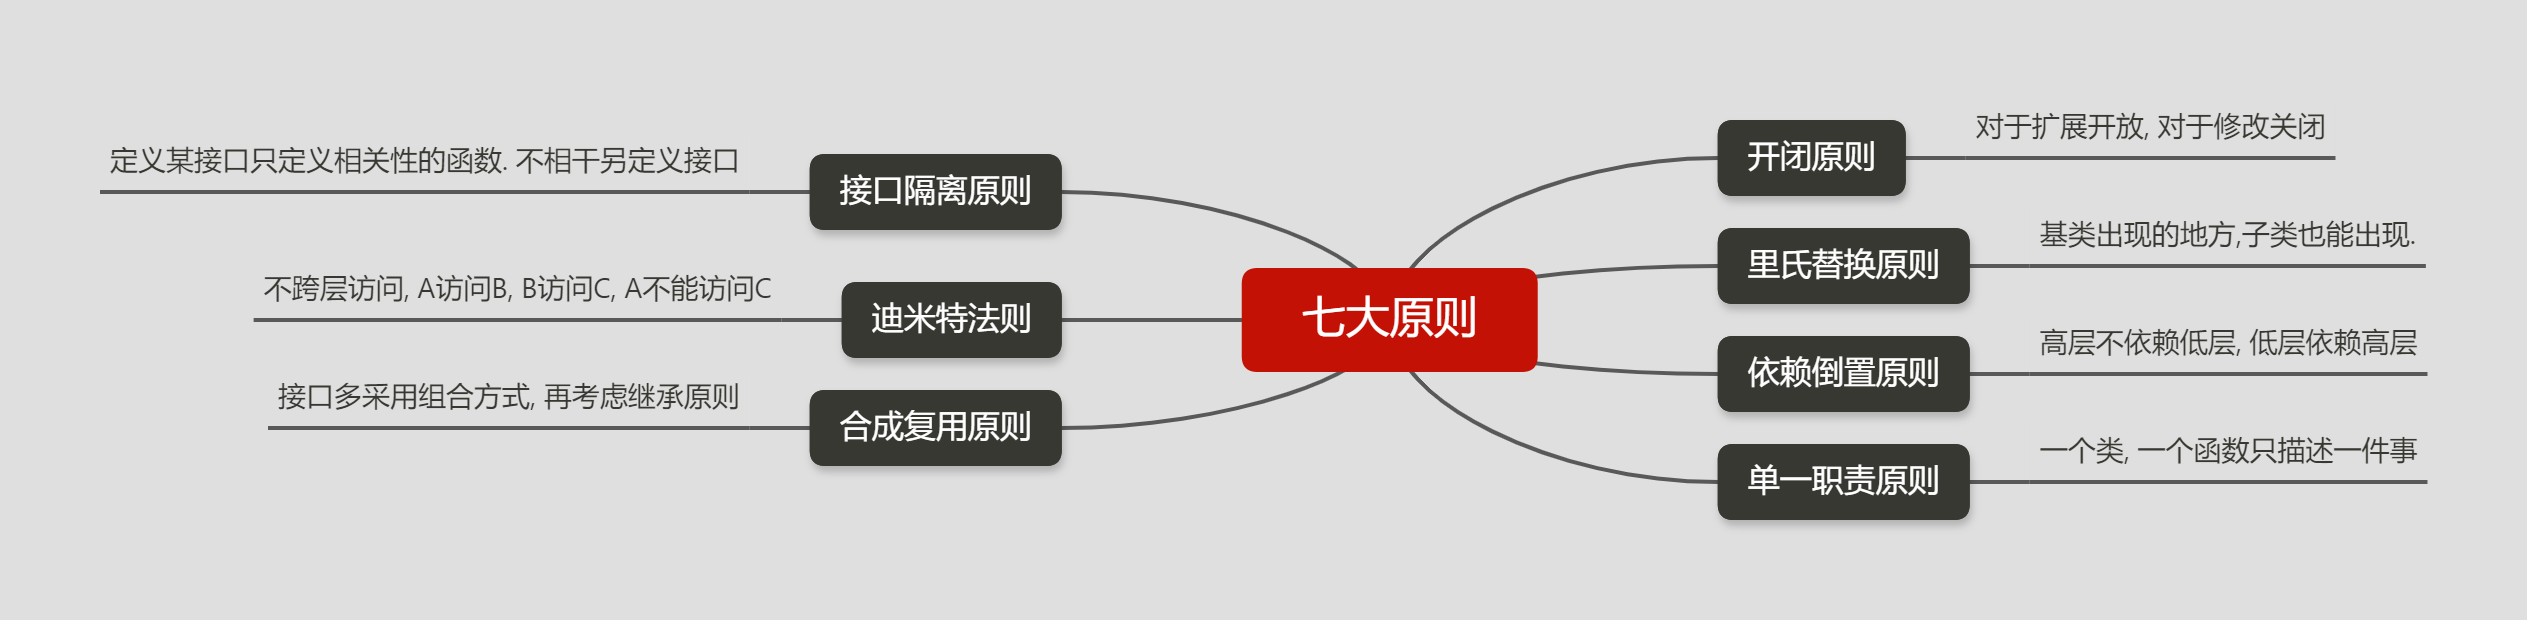 七大原则
开闭原则
对于扩展开放, 对于修改关闭
里氏替换原则
基类出现的地方,子类也能出现.
依赖倒置原则
高层不依赖低层, 低层依赖高层
单一职责原则
一个类, 一个函数只描述一件事
接口隔离原则
定义某接口只定义相关性的函数. 不相干另定义接口
迪米特法则
不跨层访问, A访问B, B访问C, A不能访问C
合成复用原则
接口多采用组合方式, 再考虑继承原则